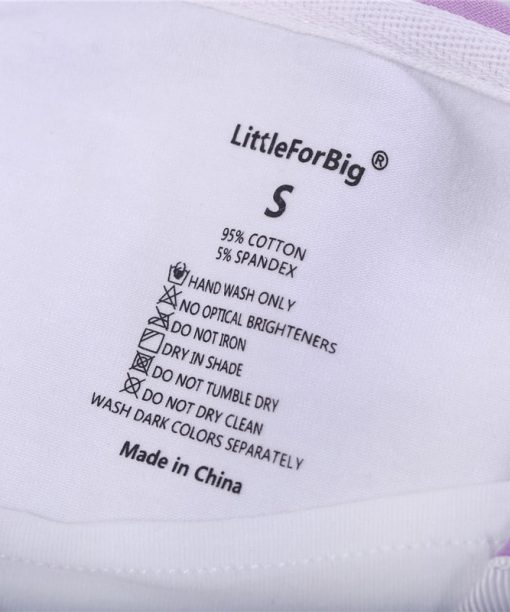 LittleForBig®
S
95% COTTON
5% SPANDEX
HAND WASH ONLY
NO OPTICAL BRIGHTENERS
DO NOT IRON
DRY IN SHADE
DO NOT TUMBLE DRY
DO NOT DRY CLEAN
WASH DARK COLORS SEPARATELY
Made in China